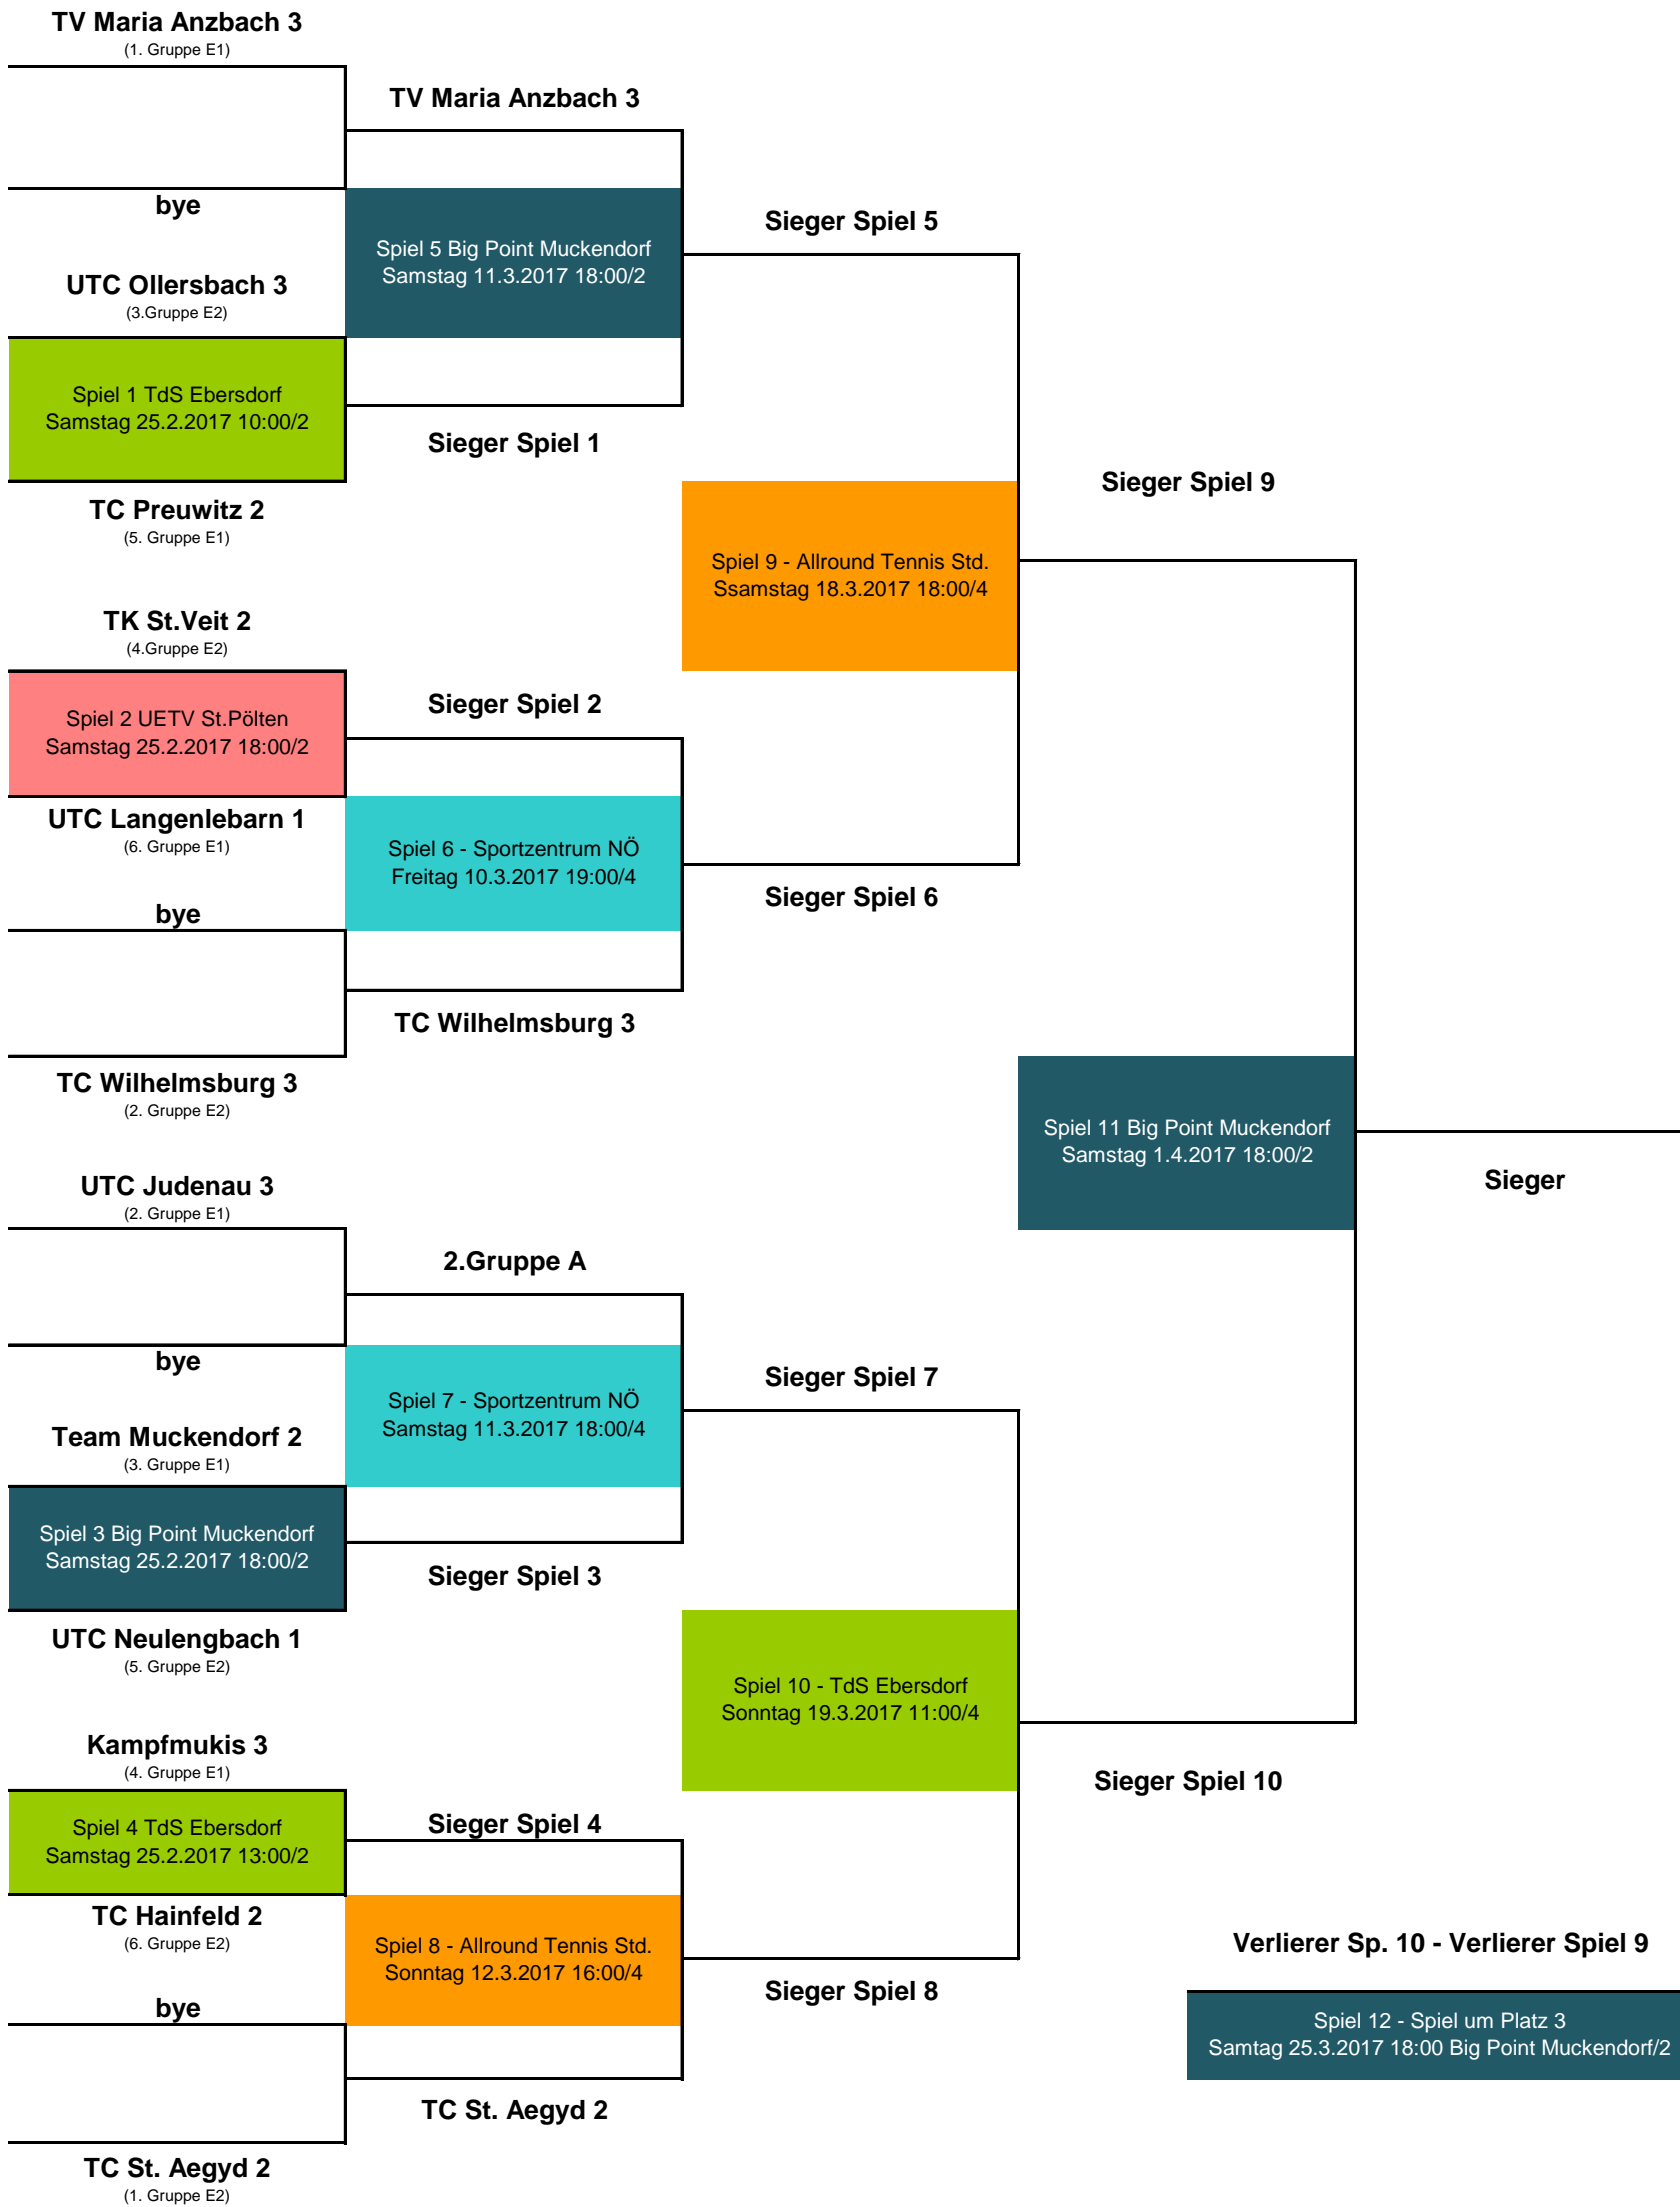 TV Maria Anzbach 3
(1. Gruppe E1)
TV Maria Anzbach 3
bye
Sieger Spiel 5
Spiel 5 Big Point Muckendorf
Samstag 11.3.2017 18:00/2
UTC Ollersbach 3
(3.Gruppe E2)
Spiel 1 TdS Ebersdorf
Samstag 25.2.2017 10:00/2
Sieger Spiel 1
Sieger Spiel 9
TC Preuwitz 2
(5. Gruppe E1)
Spiel 9 - Allround Tennis Std.
Ssamstag 18.3.2017 18:00/4
TK St.Veit 2
(4.Gruppe E2)
Sieger Spiel 2
Spiel 2 UETV St.Pölten
Samstag 25.2.2017 18:00/2
UTC Langenlebarn 1
(6. Gruppe E1)
Spiel 6 - Sportzentrum NÖ
Freitag 10.3.2017 19:00/4
Sieger Spiel 6
bye
TC Wilhelmsburg 3
TC Wilhelmsburg 3
(2. Gruppe E2)
Spiel 11 Big Point Muckendorf
Samstag 1.4.2017 18:00/2
Sieger
UTC Judenau 3
(2. Gruppe E1)
2.Gruppe A
bye
Sieger Spiel 7
Spiel 7 - Sportzentrum NÖ
Samstag 11.3.2017 18:00/4
Team Muckendorf 2
(3. Gruppe E1)
Spiel 3 Big Point Muckendorf
Samstag 25.2.2017 18:00/2
Sieger Spiel 3
UTC Neulengbach 1
(5. Gruppe E2)
Spiel 10 - TdS Ebersdorf
Sonntag 19.3.2017 11:00/4
Kampfmukis 3
(4. Gruppe E1)
Sieger Spiel 10
Sieger Spiel 4
Spiel 4 TdS Ebersdorf
Samstag 25.2.2017 13:00/2
TC Hainfeld 2
(6. Gruppe E2)
Spiel 8 - Allround Tennis Std.
Sonntag 12.3.2017 16:00/4
Verlierer Sp. 10 - Verlierer Spiel 9
Sieger Spiel 8
bye
Spiel 12 - Spiel um Platz 3
Samtag 25.3.2017 18:00 Big Point Muckendorf/2
TC St. Aegyd 2
TC St. Aegyd 2
(1. Gruppe E2)